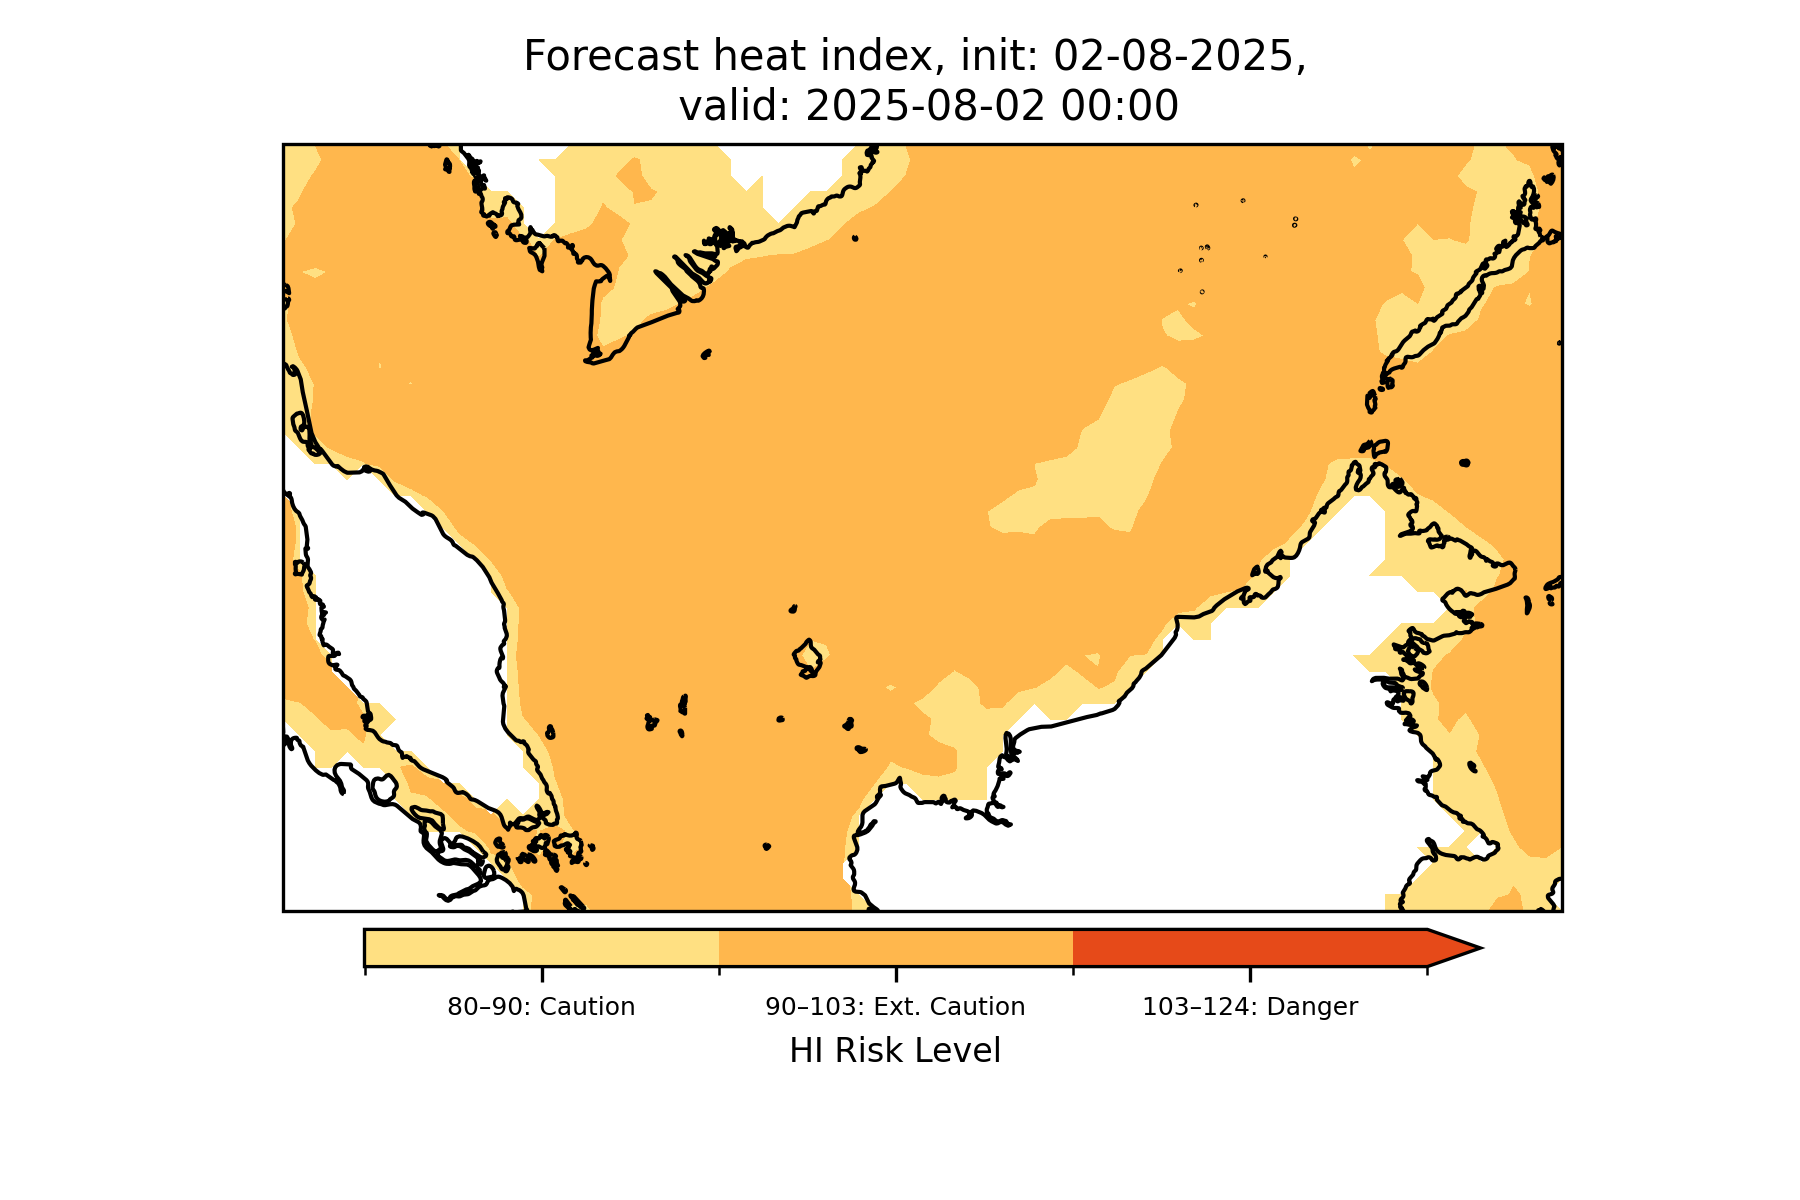 Forecast heat index, init: 02-08-2025,
valid: 2025-08-02 00:00
80–90: Caution
90–103: Ext. Caution
103–124: Danger
HI Risk Level